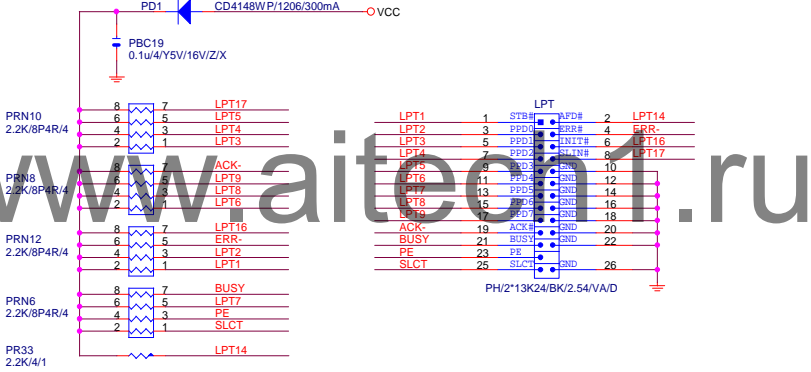 PD1 CD4148WP/1206/300mA
VCC
PBC19
0.1u/4/Y5V/16V/Z/X
PRN10
2.2K/8P4R/4
8 7 LPT17
6 5 LPT5
4 3 LPT4
2 1 LPT3
PRN8
2.2K/8P4R/4
8 7 ACK-
6 5 LPT9
4 3 LPT8
2 1 LPT6
PRN12
2.2K/8P4R/4
8 7 LPT16
6 5 ERR-
4 3 LPT2
2 1 LPT1
PRN6
2.2K/8P4R/4
8 7 BUSY
6 5 LPT7
4 3 PE
2 1 SLCT
PR33
2.2K/4/1
LPT14
LPT
LPT1 1 STB# AFD# 2 LPT14
LPT2 3 PPD0 ERR# 4 ERR-
LPT3 5 PPD1 INIT# 6 LPT16
LPT4 7 PPD2 SLIN# 8 LPT17
LPT5 9 PPD3 GND 10
LPT6 11 PPD4 GND 12
LPT7 13 PPD5 GND 14
LPT8 15 PPD6 GND 16
LPT9 17 PPD7 GND 18
ACK- 19 ACK# GND 20
BUSY 21 BUSY GND 22
PE 23 PE
SLCT 25 SLCT GND 26
PH/2*13K24/BK/2.54/VA/D
www.aitech1.ru